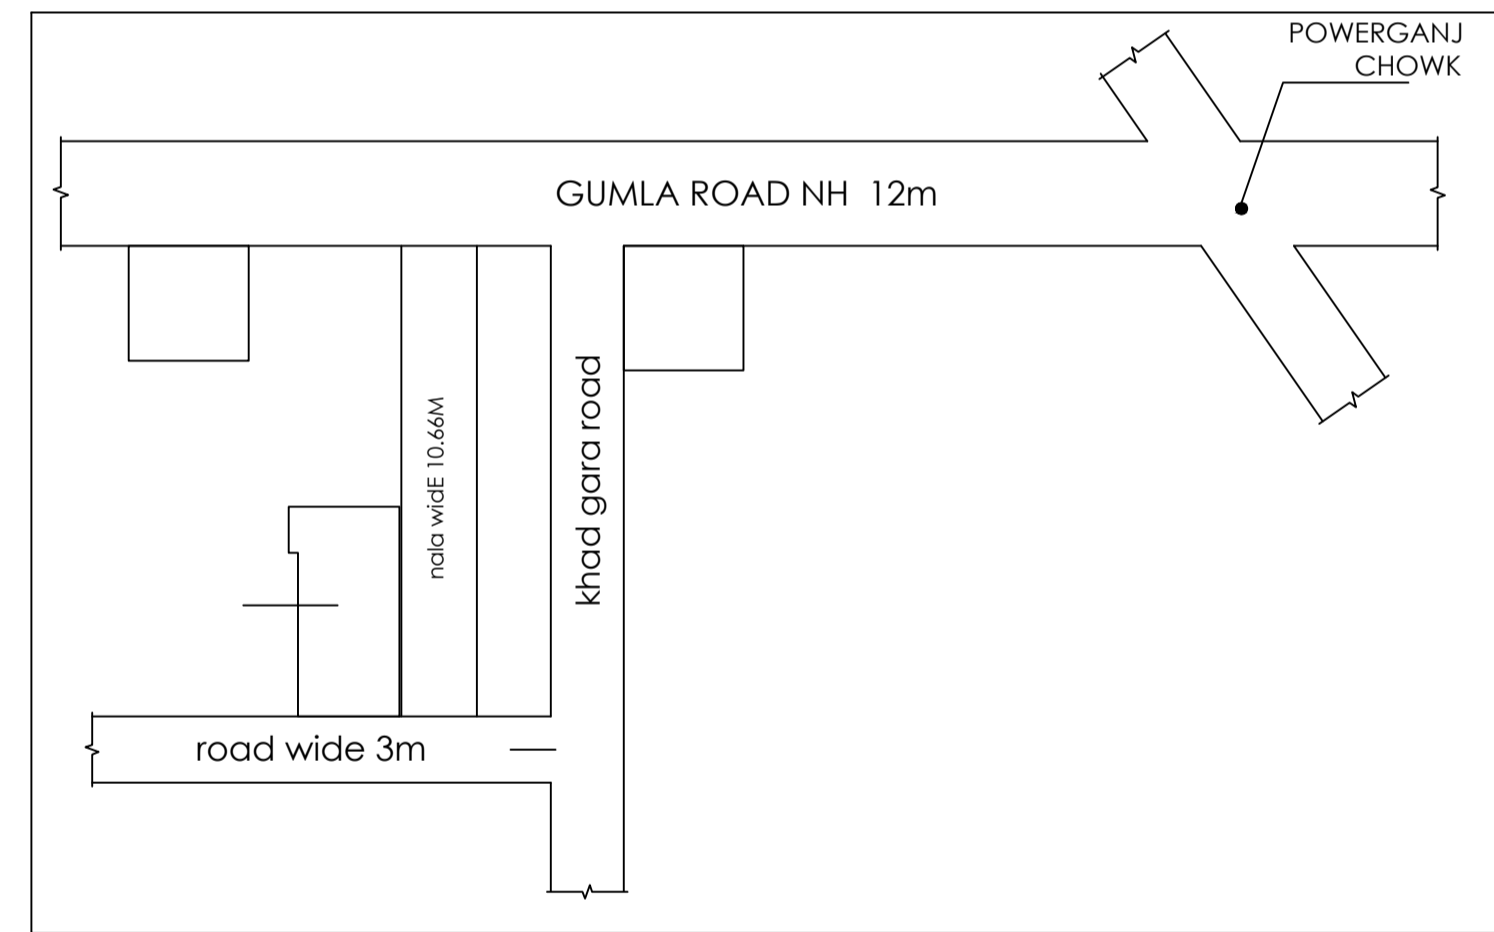 POWERGANJ
CHOWK
GUMLA ROAD NH 12m
nala widE 10.66M
khad gara road
road wide 3m